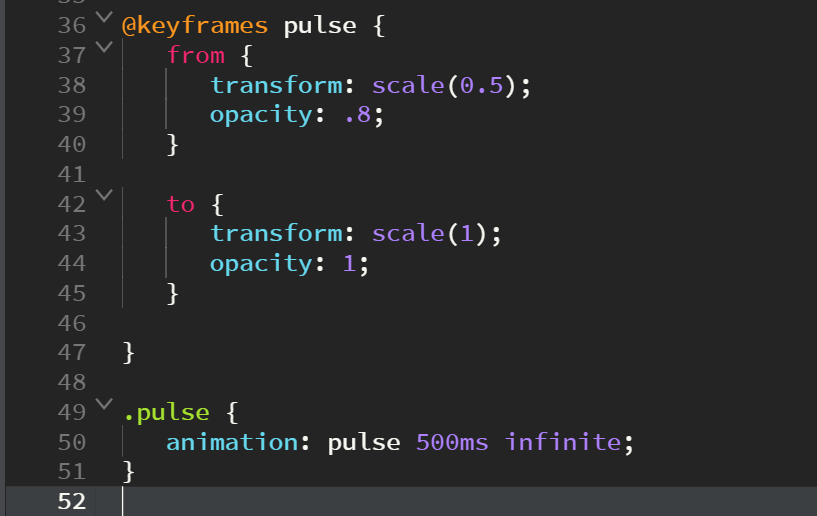 36 @keyframes pulse {
37 from {
38 transform: scale(0.5);
39 opacity: .8;
40 }
41
42 to {
43 transform: scale(1);
44 opacity: 1;
45 }
46
47 }
48
49 .pulse {
50 animation: pulse 500ms infinite;
51 }
52